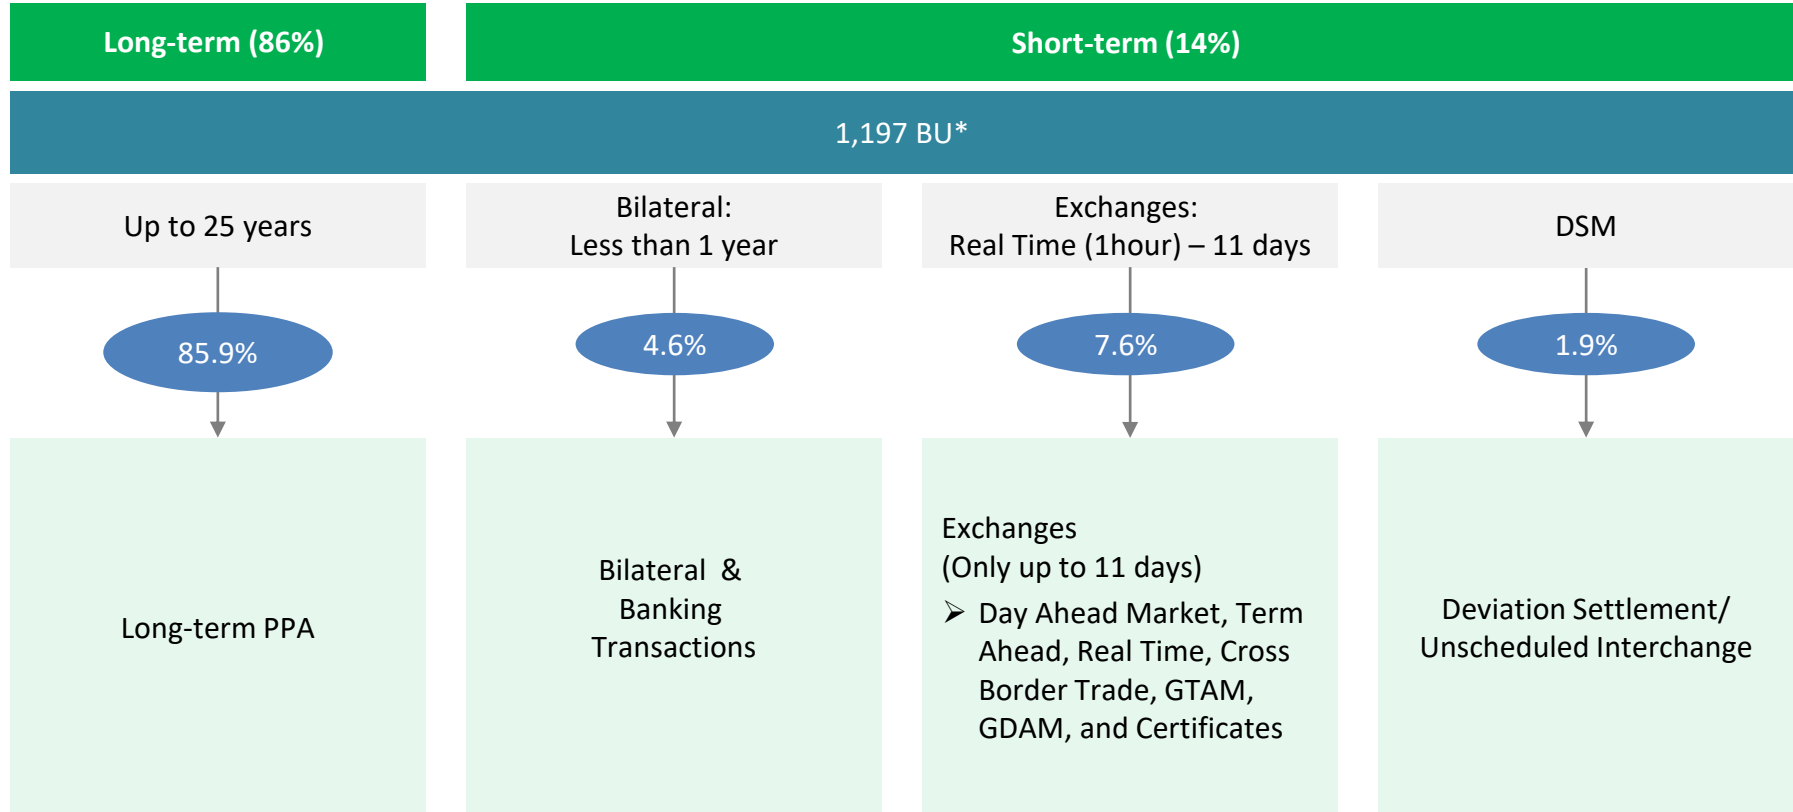 Long-term (86%)
Short-term (14%)
1,197 BU*
Up to 25 years
Bilateral:
Less than 1 year
Exchanges:
Real Time (1hour) – 11 days
DSM
85.9%
4.6%
7.6%
1.9%
Long-term PPA
Bilateral &
Banking
Transactions
Exchanges
(Only up to 11 days)
➢ Day Ahead Market, Term
Ahead, Real Time, Cross
Border Trade, GTAM,
GDAM, and Certificates
Deviation Settlement/
Unscheduled Interchange